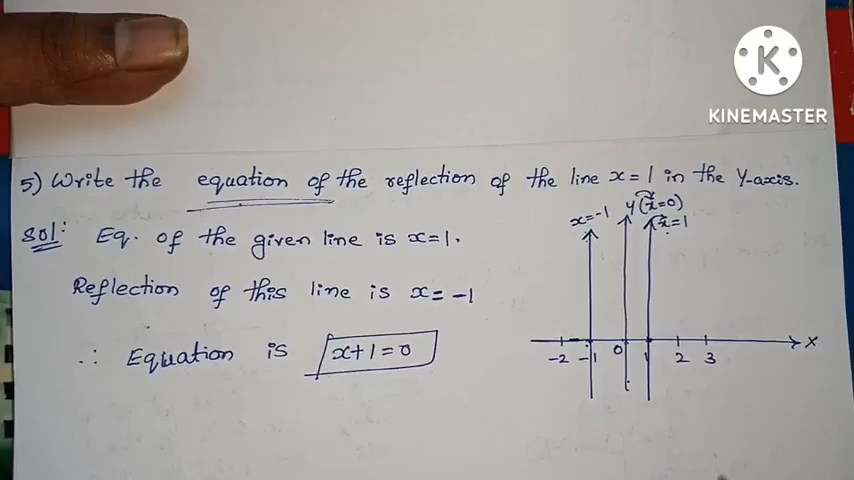 K
KINEMASTER
5) Write the equation of the reflection of the line x=1 in the Y-axis.
Sol: Eq. of the given line is x=1.
Reflection of this line is x=-1
∴ Equation is x+1=0
x=-1 y(x=0) x=1
-2 -1 0 1 2 3 X